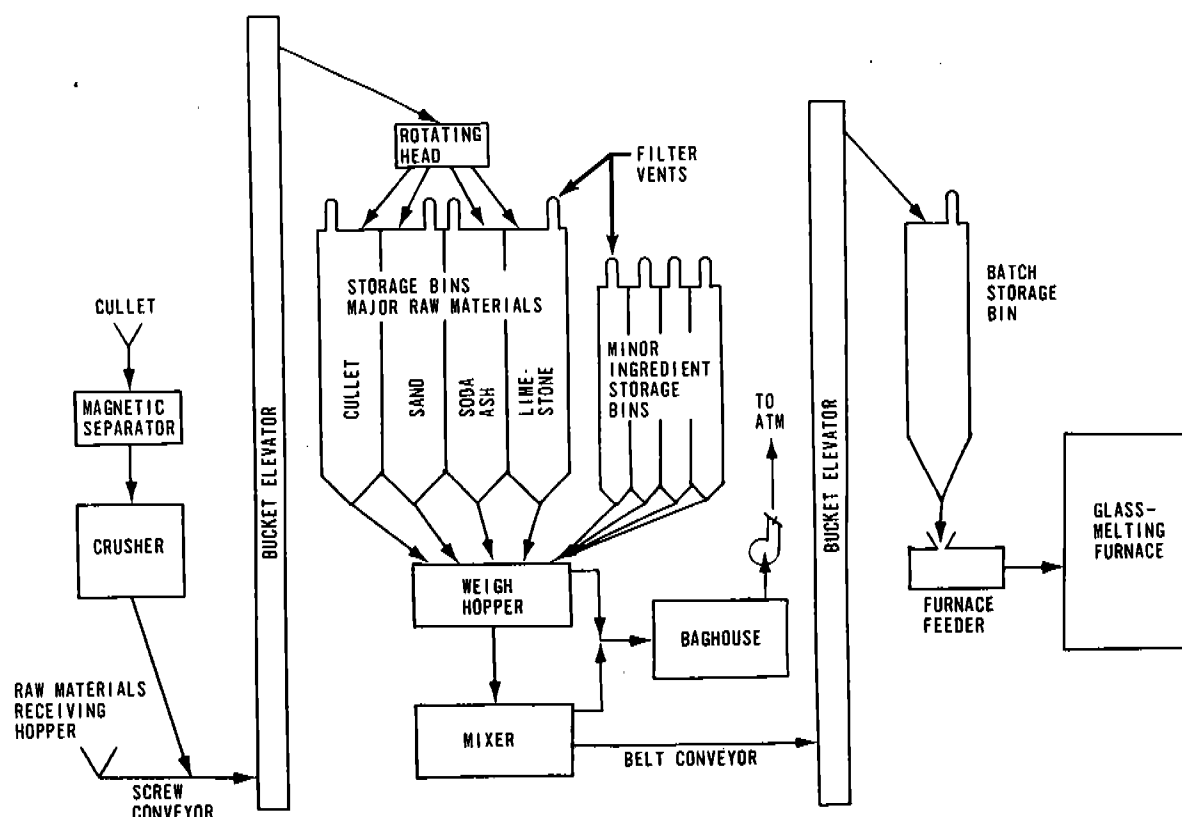 ROTATING
HEAD
FILTER
VENTS
STORAGE BINS
MAJOR RAW MATERIALS
CULLET
SAND
SODA
ASH
LIME-
STONE
MINOR
INGREDIENT
STORAGE
BINS
BATCH
STORAGE
BIN
CULLET
MAGNETIC
SEPARATOR
CRUSHER
BUCKET ELEVATOR
TO
ATM
BUCKET ELEVATOR
GLASS-
MELTING
FURNACE
WEIGH
HOPPER
BAGHOUSE
FURNACE
FEEDER
RAW MATERIALS
RECEIVING
HOPPER
MIXER
BELT CONVEYOR
SCREW
CONVEYOR